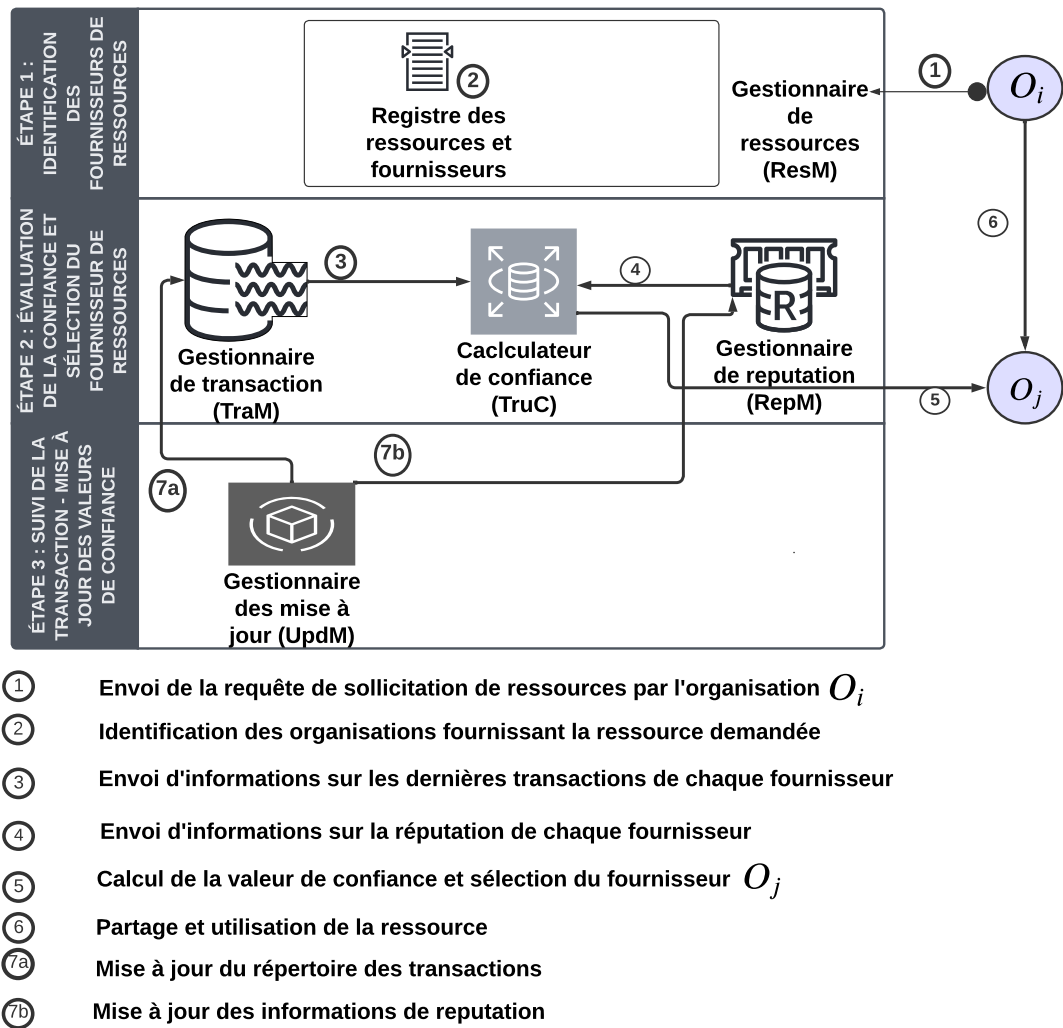 ÉTAPE 1 :
IDENTIFICATION
DES
FOURNISSEURS DE
RESSOURCES
2
Registre des
ressources et
fournisseurs
Gestionnaire
de
ressources
(ResM)
1
O_i
6
ÉTAPE 2 : ÉVALUATION
DE LA CONFIANCE ET
SÉLECTION DU
FOURNISSEUR DE
RESSOURCES
Gestionnaire
de transaction
(TraM)
3
Caclculateur
de confiance
(TruC)
4
R
Gestionnaire
de reputation
(RepM)
5
O_j
ÉTAPE 3 : SUIVI DE LA
TRANSACTION - MISE À
JOUR DES VALEURS
DE CONFIANCE
7a
7b
Gestionnaire
des mise à
jour (UpdM)
1 Envoi de la requête de sollicitation de ressources par l'organisation O_i
2 Identification des organisations fournissant la ressource demandée
3 Envoi d'informations sur les dernières transactions de chaque fournisseur
4 Envoi d'informations sur la réputation de chaque fournisseur
5 Calcul de la valeur de confiance et sélection du fournisseur O_j
6 Partage et utilisation de la ressource
7a Mise à jour du répertoire des transactions
7b Mise à jour des informations de reputation